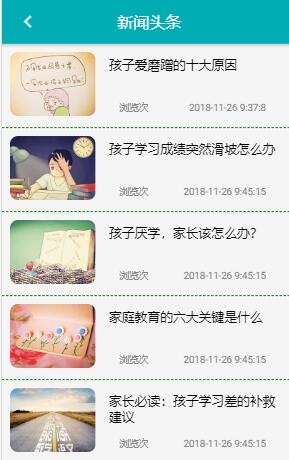 新闻头条
孩子爱磨蹭的十大原因
浏览次 2018-11-26 9:37:8
孩子学习成绩突然滑坡怎么办
浏览次 2018-11-26 9:45:15
孩子厌学，家长该怎么办?
浏览次 2018-11-26 9:45:15
家庭教育的六大关键是什么
浏览次 2018-11-26 9:45:15
家长必读：孩子学习差的补救
建议
浏览次 2018-11-26 9:45:15